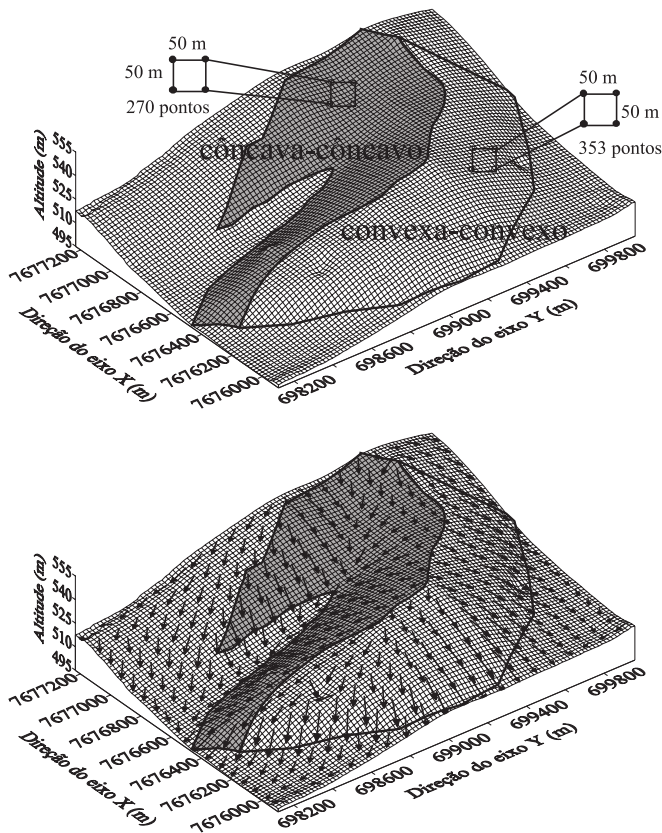 50 m
50 m
270 pontos
50 m
50 m
353 pontos
côncava-côncavo
convexa-convexo
Altitude (m)
555
540
525
510
495
7677200
7677000
7676800
7676600
7676400
7676200
7676000
Direção do eixo X (m)
698200
698600
699000
699400
699800
Direção do eixo Y (m)
Altitude (m)
555
540
525
510
495
7677200
7677000
7676800
7676600
7676400
7676200
7676000
Direção do eixo X (m)
698200
698600
699000
699400
699800
Direção do eixo Y (m)